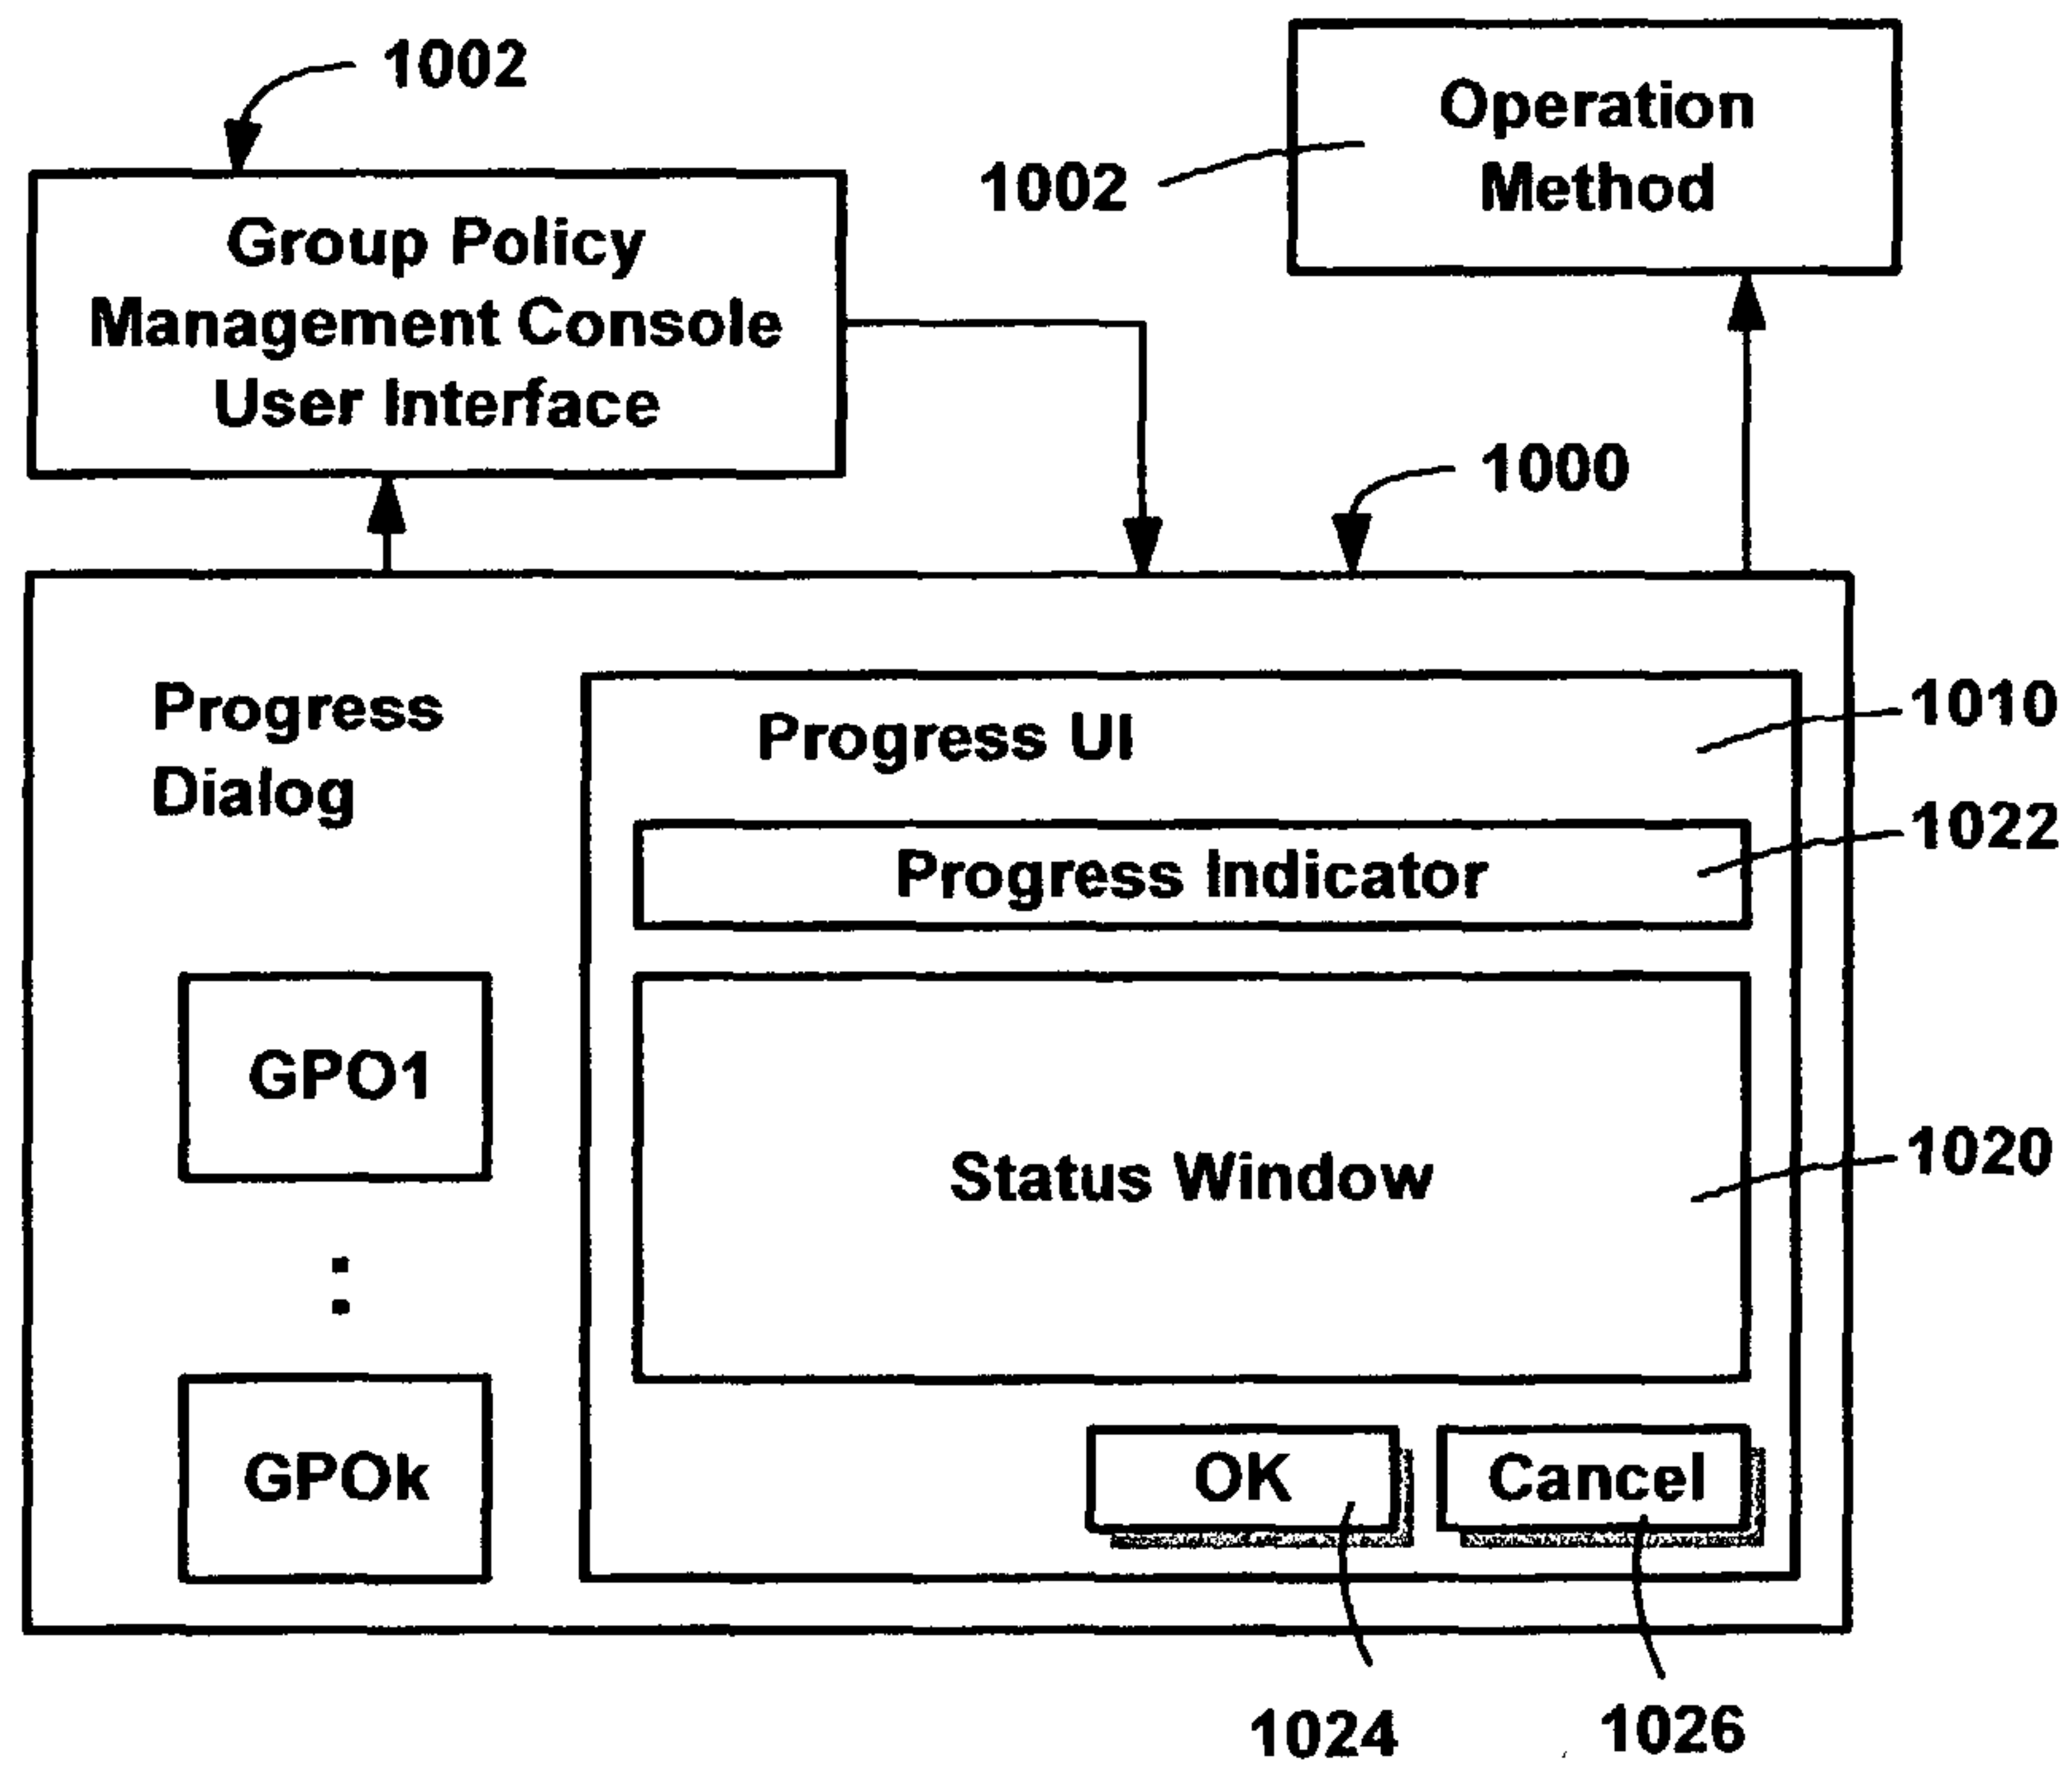 1002
Operation
Method
1002
Group Policy
Management Console
User Interface
1000
Progress
Dialog
Progress UI
1010
Progress Indicator
1022
GPO1
Status Window
1020
GPOk
OK
Cancel
1024
1026